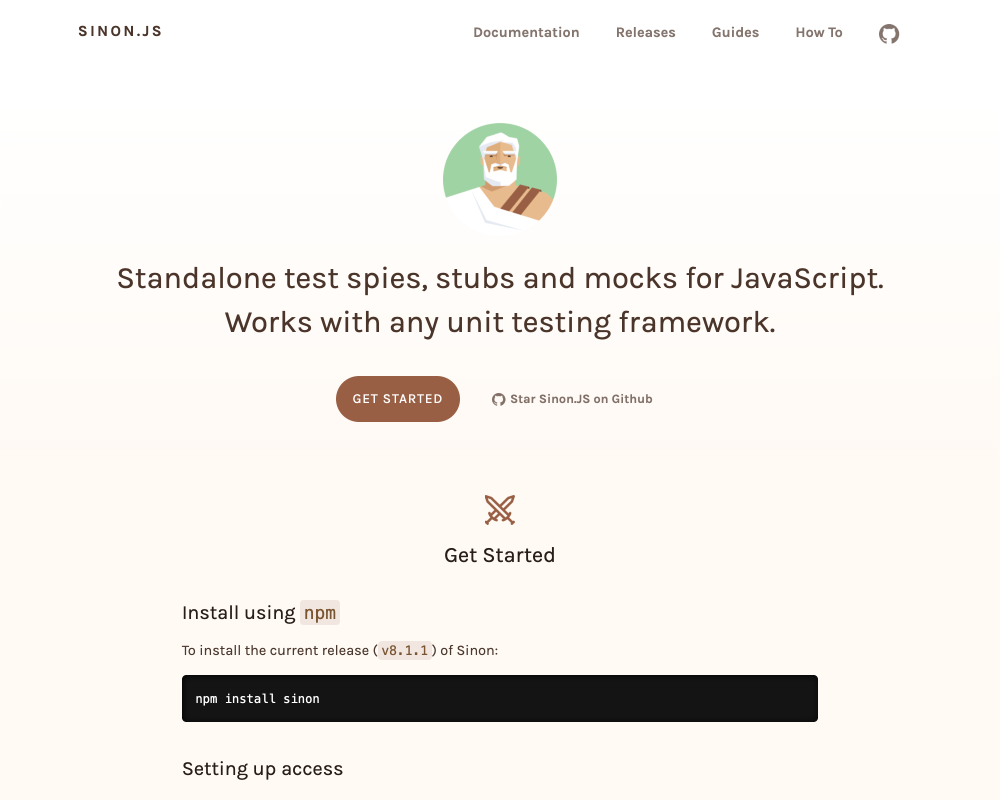 SINON.JS
Documentation Releases Guides How To
Standalone test spies, stubs and mocks for JavaScript.
Works with any unit testing framework.
GET STARTED Star Sinon.JS on Github
Get Started
Install using npm
To install the current release (v8.1.1) of Sinon:
npm install sinon
Setting up access